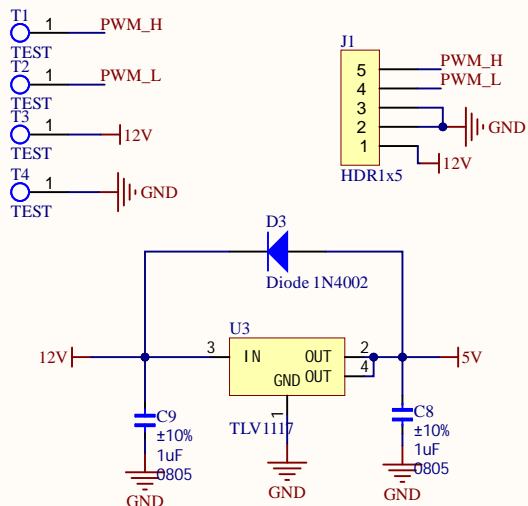 T1
1
PWM_H
TEST
T2
1
PWM_L
TEST
T3
1
12V
TEST
T4
1
GND
TEST
J1
5
PWM_H
4
PWM_L
3
2
GND
1
12V
HDR1x5
D3
Diode 1N4002
U3
12V
3
IN
OUT
2
5V
GND
OUT
4
1
TLV1117
C9
±10%
1uF
0805
GND
GND
C8
±10%
1uF
0805
GND